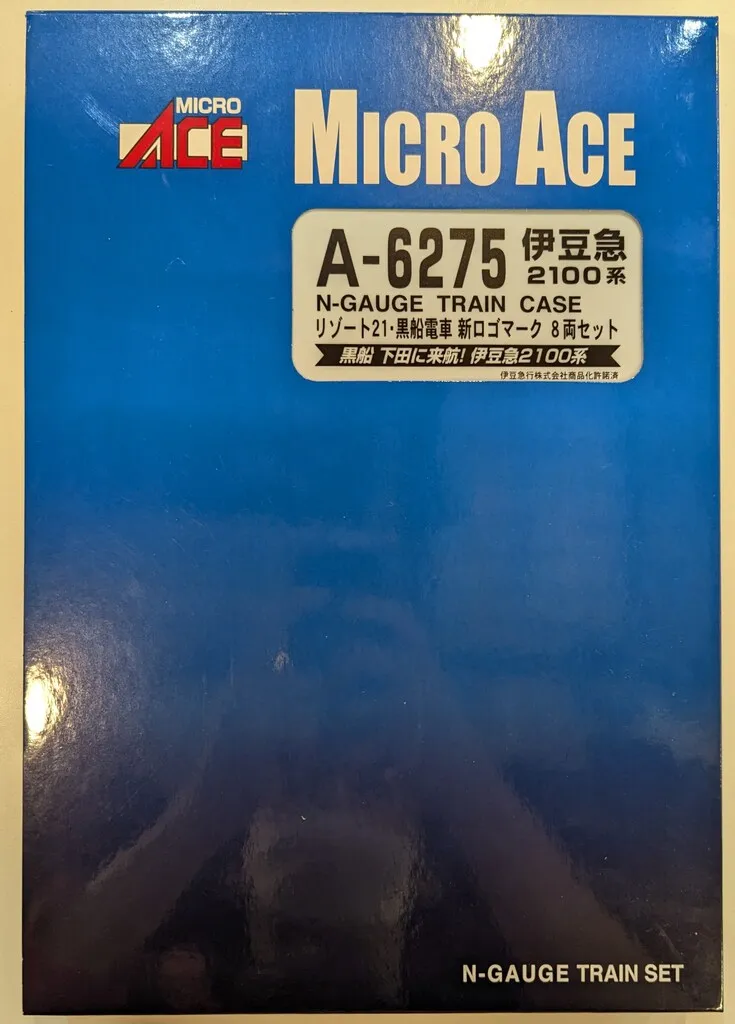 MICRO
ACE
MICRO ACE
A-6275 伊豆急
2100系
N-GAUGE TRAIN CASE
リゾート21・黒船電車 新ロゴマーク 8両セット
黒船 下田に来航! 伊豆急2100系
伊豆急行株式会社商品化許諾済
N-GAUGE TRAIN SET